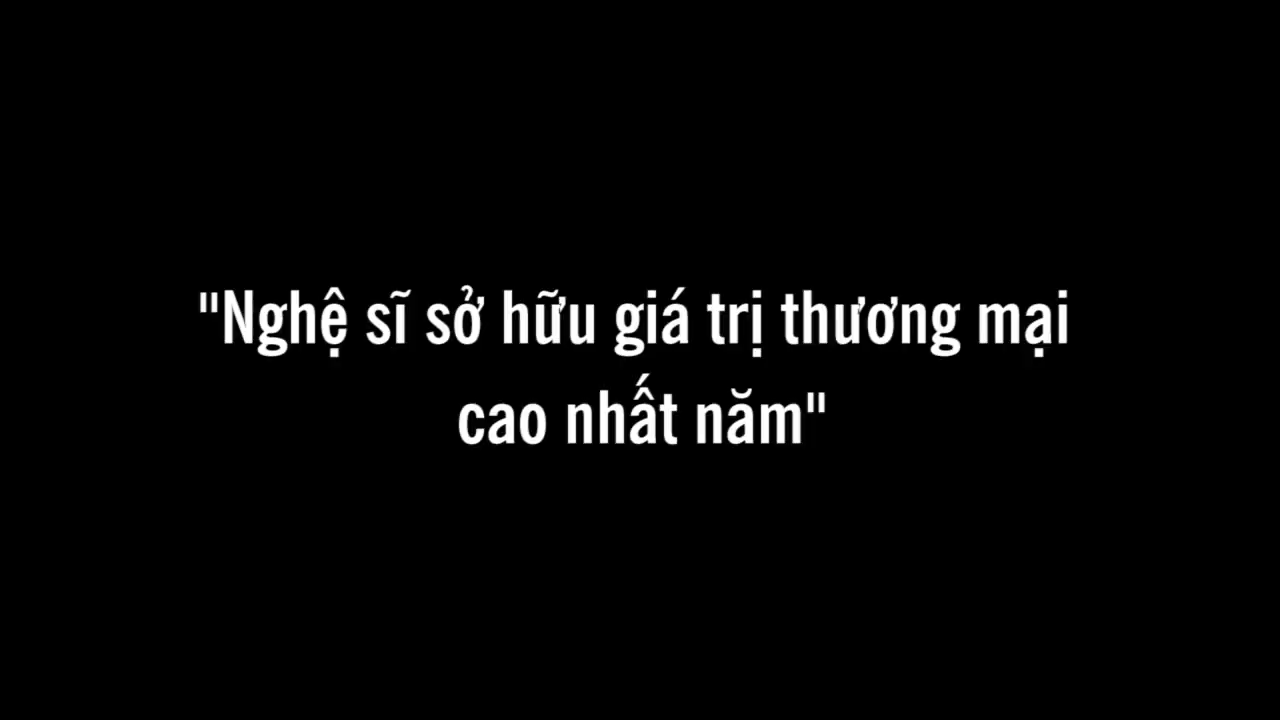 "Nghệ sĩ sở hữu giá trị thương mại
cao nhất năm"